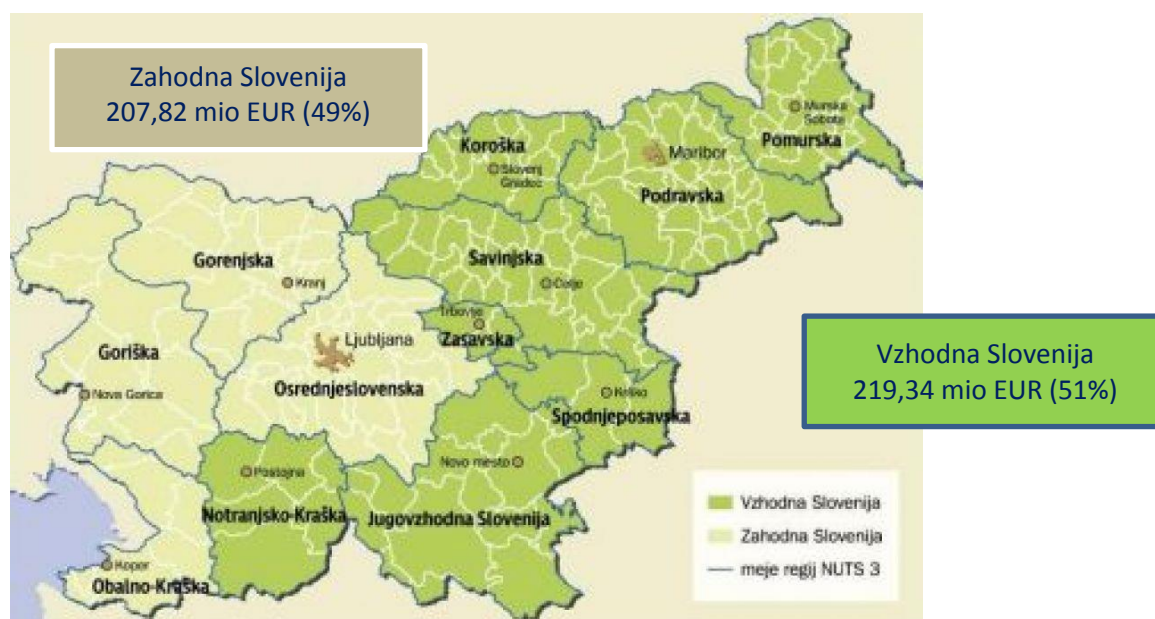 Zahodna Slovenija
207,82 mio EUR (49%)
Murska
Sobota
Pomurska
Koroška
Slovenj
Gradec
Maribor
Podravska
Gorenjska
Kranj
Savinjska
Celje
Trbovlje
Zasavska
Ljubljana
Goriška
Osrednjeslovenska
Nova Gorica
Krško
Spodnjeposavska
Vzhodna Slovenija
219,34 mio EUR (51%)
Postojna
Novo mesto
Notranjsko-Kraška
Jugovzhodna Slovenija
Koper
Obalno-Kraška
Vzhodna Slovenija
Zahodna Slovenija
meje regij NUTS 3